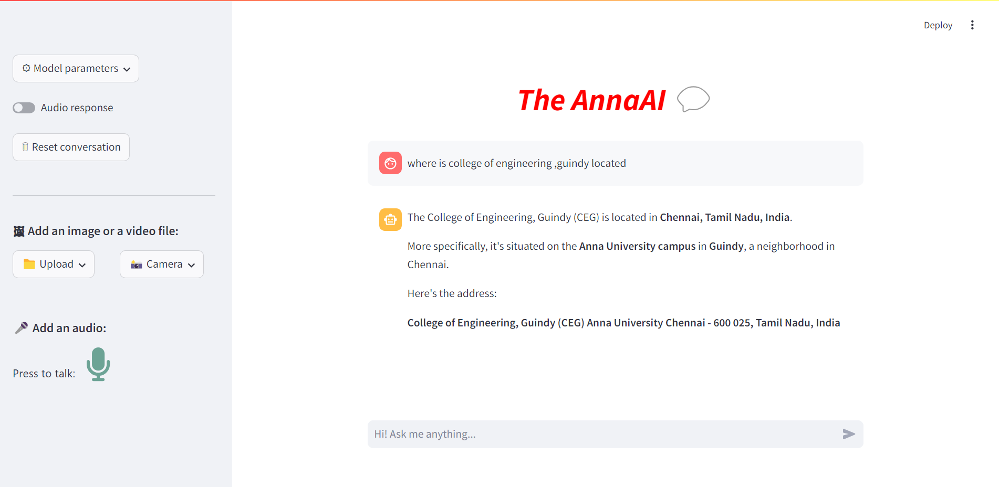 Deploy
Model parameters
Audio response
Reset conversation
Add an image or a video file:
Upload
Camera
Add an audio:
Press to talk:
The AnnaAI
where is college of engineering ,guindy located
The College of Engineering, Guindy (CEG) is located in Chennai, Tamil Nadu, India.
More specifically, it's situated on the Anna University campus in Guindy, a neighborhood in
Chennai.
Here's the address:
College of Engineering, Guindy (CEG) Anna University Chennai - 600 025, Tamil Nadu, India
Hi! Ask me anything...